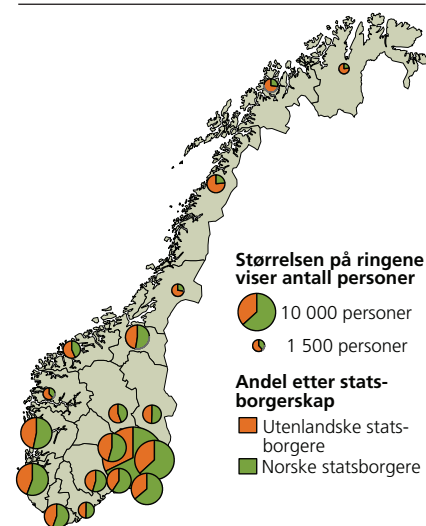 Størrelsen på ringene
viser antall personer
10 000 personer
1 500 personer
Andel etter stats-
borgerskap
Utenlandske stats-
borgere
Norske statsborgere